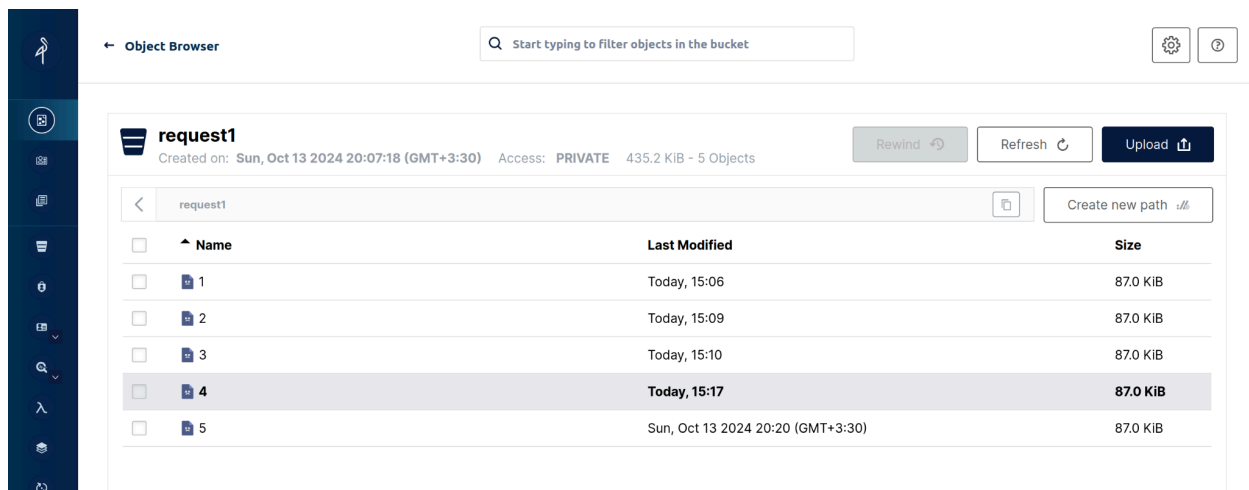 ← Object Browser
Start typing to filter objects in the bucket
request1
Created on: Sun, Oct 13 2024 20:07:18 (GMT+3:30) Access: PRIVATE 435.2 KiB - 5 Objects
Rewind
Refresh
Upload
request1
Create new path
Name Last Modified Size
1 Today, 15:06 87.0 KiB
2 Today, 15:09 87.0 KiB
3 Today, 15:10 87.0 KiB
4 Today, 15:17 87.0 KiB
5 Sun, Oct 13 2024 20:20 (GMT+3:30) 87.0 KiB